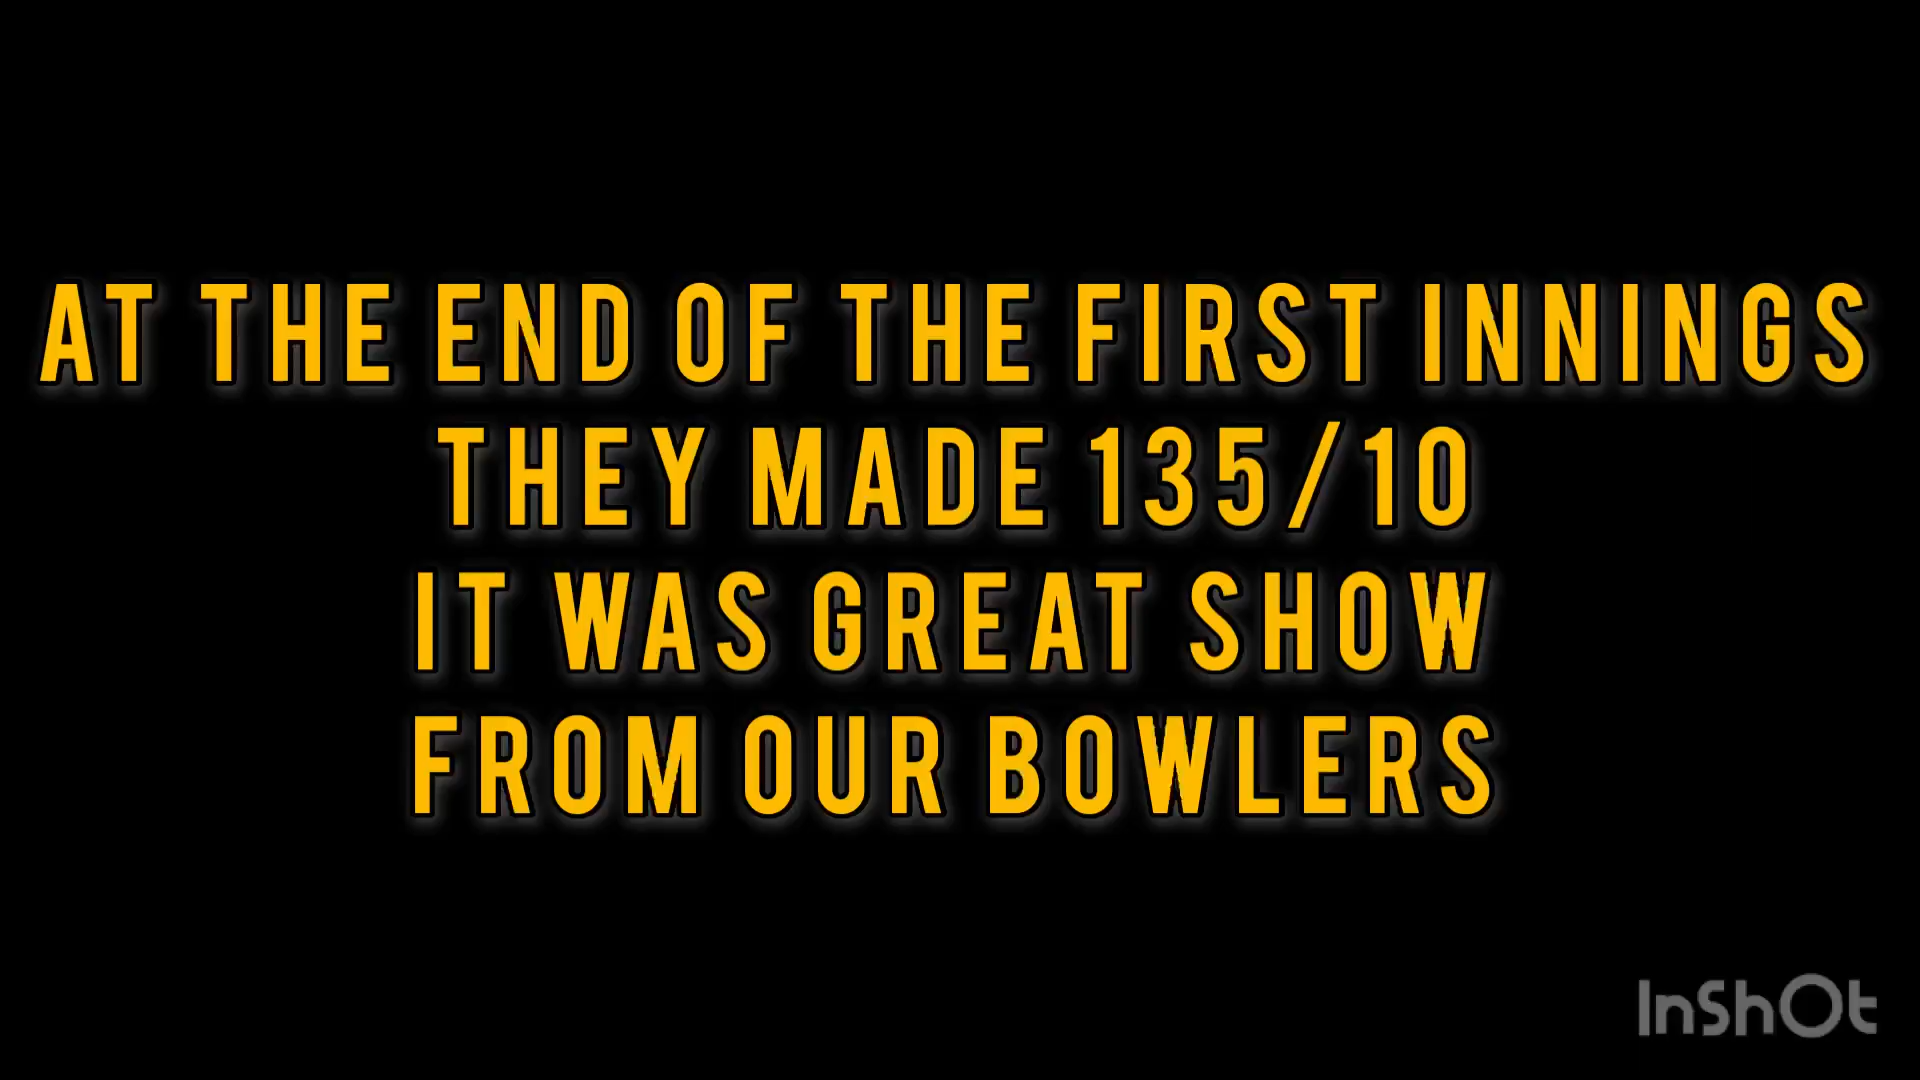 AT THE END OF THE FIRST INNINGS
THEY MADE 135/10
IT WAS GREAT SHOW
FROM OUR BOWLERS
InShOt